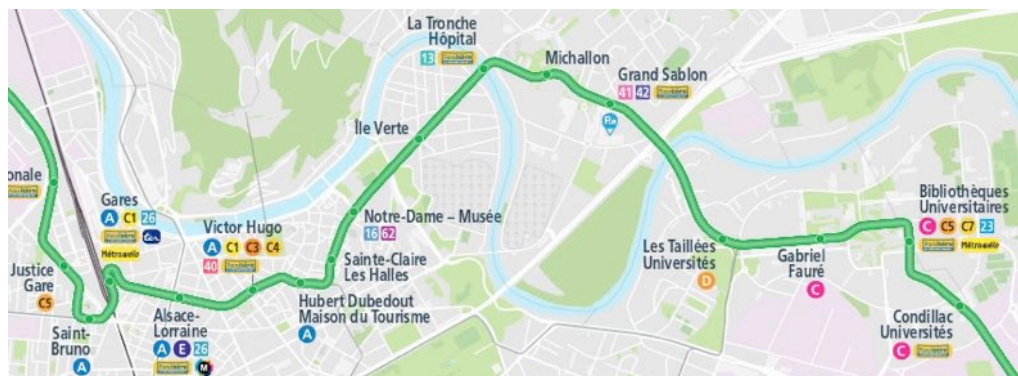 onale
Justice
Gare
C5
Saint-
Bruno
A
Gares
A C1 26
ter
Métrovélo
Alsace-
Lorraine
A E 26
M
Victor Hugo
A C1 C3 C4
40
Hubert Dubedout
Maison du Tourisme
A
Sainte-Claire
Les Halles
Notre-Dame – Musée
16 62
Île Verte
La Tronche
Hôpital
13
Michallon
Grand Sablon
41 42
P+R
Les Taillées
Universités
D
Gabriel
Fauré
C
Bibliothèques
Universitaires
C C5 C7 23
Métrovélo
Condillac
Universités
C